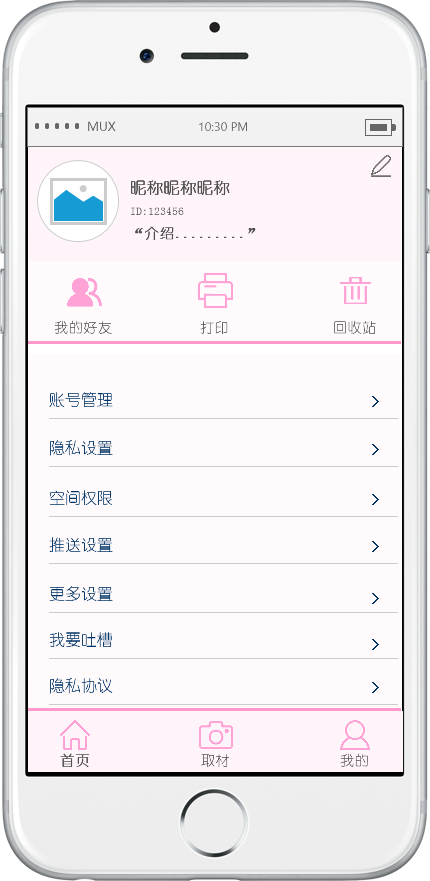 MUX 10:30 PM
昵称昵称昵称
ID:123456
“介绍.........”
我的好友 打印 回收站
账号管理
隐私设置
空间权限
推送设置
更多设置
我要吐槽
隐私协议
首页 取材 我的